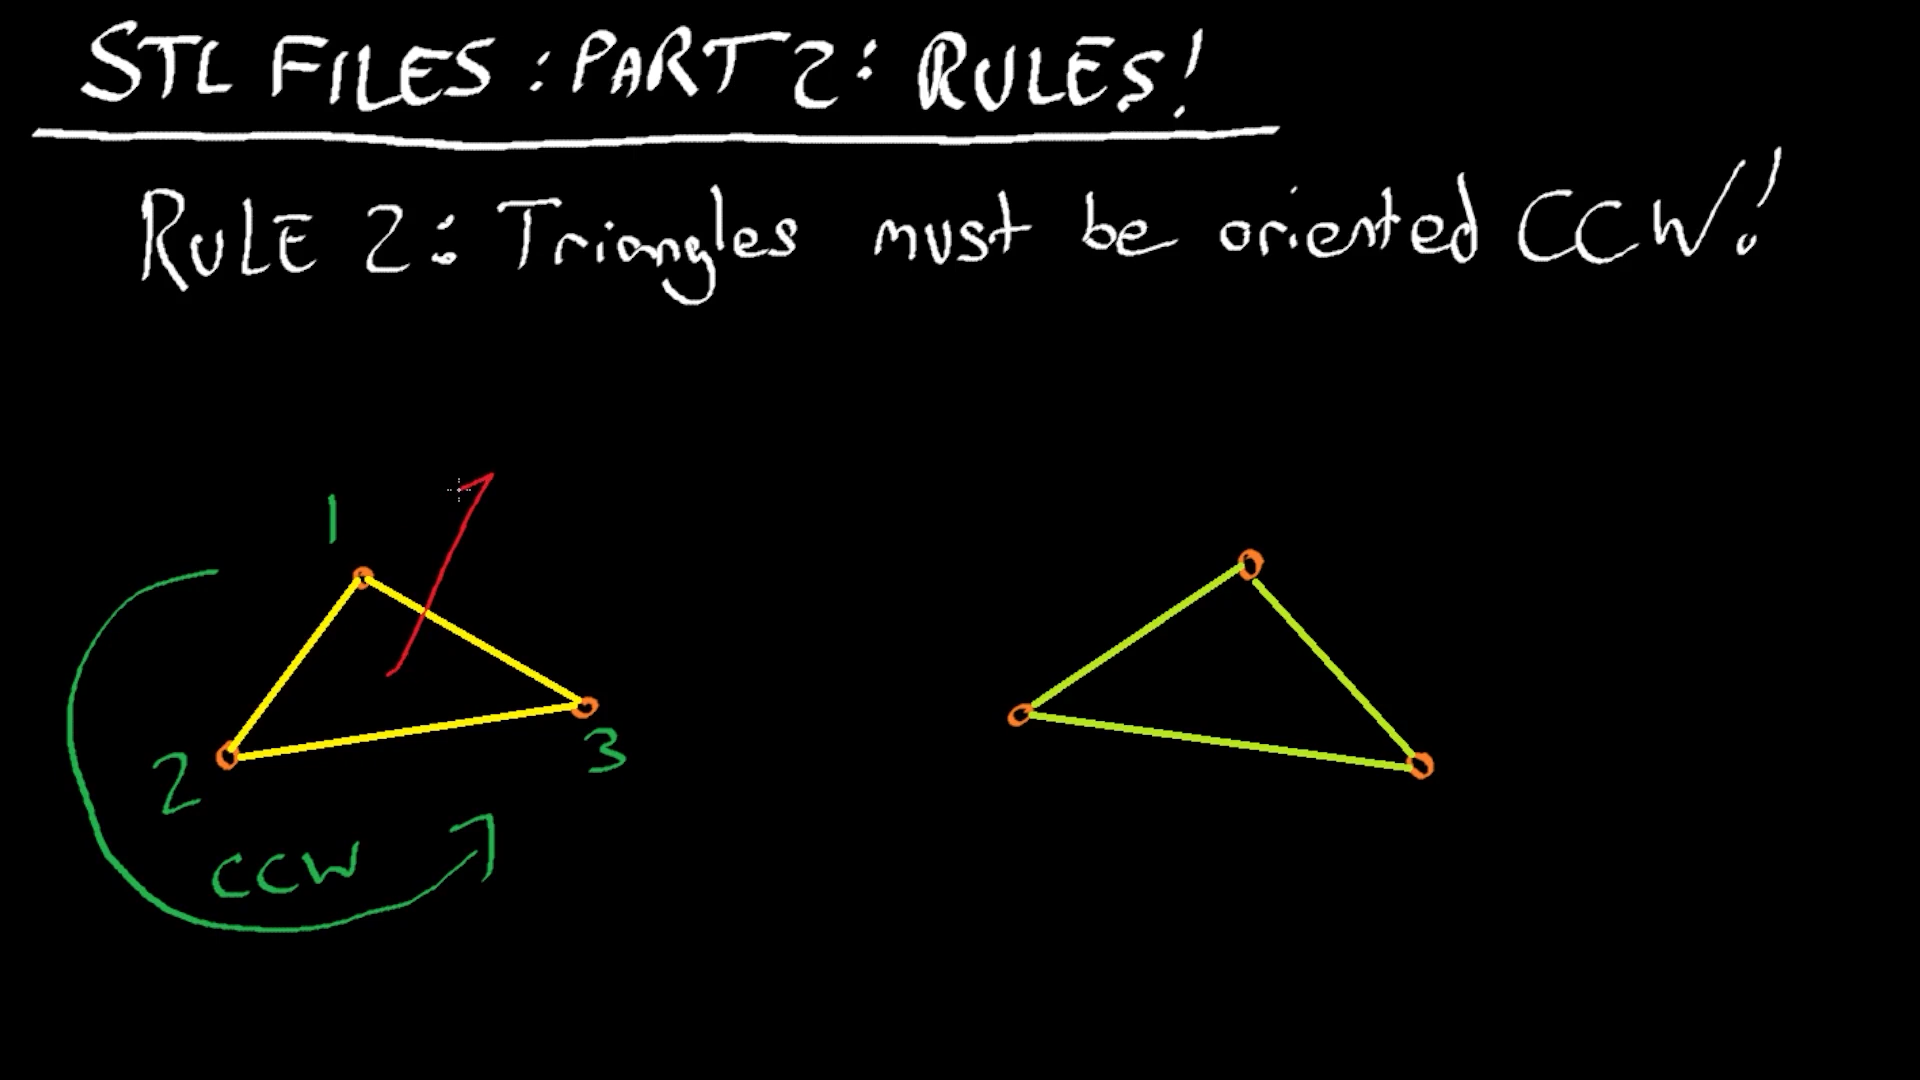 STL FILES: PART 2: RULES!
RULE 2: Triangles must be oriented CCW!
1
2
3
CCW